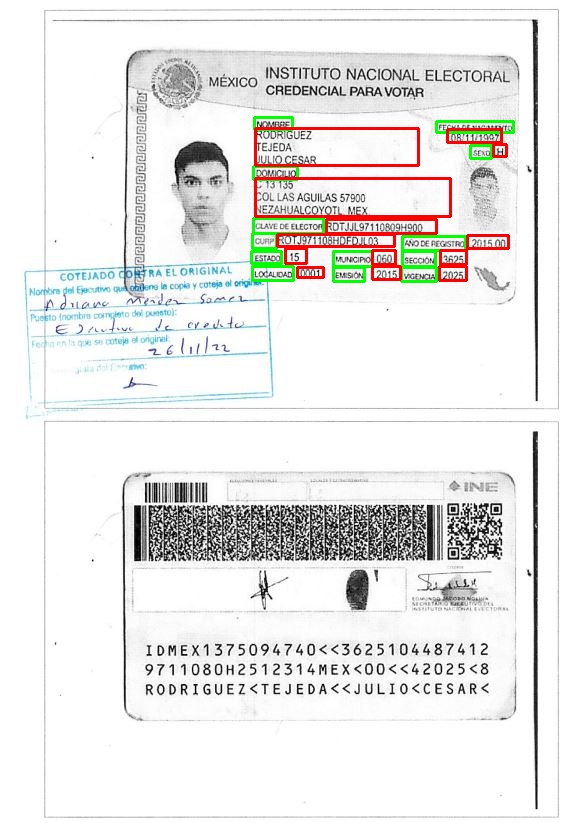 MÉXICO
INSTITUTO NACIONAL ELECTORAL
CREDENCIAL PARA VOTAR
NOMBRE
RODRIGUEZ
TEJEDA
JULIO CESAR
FECHA DE NACIMIENTO
08/11/1997
SEXO H
DOMICILIO
C 13 135
COL LAS AGUILAS 57900
NEZAHUALCOYOTL, MEX.
CLAVE DE ELECTOR RDTJJL97110809H900
CURP ROTJ971108HDFDJL03 AÑO DE REGISTRO 2015 00
ESTADO 15 MUNICIPIO 060 SECCIÓN 3625
LOCALIDAD 0001 EMISIÓN 2015 VIGENCIA 2025
COTEJADO CONTRA EL ORIGINAL
Nombre del Ejecutivo que obtiene la copia y coteja el original:
Adriana Mendez Gomez
Puesto (nombre completo del puesto):
Ejecutivo de credito
Fecha en la que se coteja el original:
26/11/22
del Ejecutivo:
INE
EDMUNDO JACOBO MOLINA
SECRETARIO EJECUTIVO DEL
INSTITUTO NACIONAL ELECTORAL
IDMEX1375094740<<3625104487412
9711080H2512314MEX<00<<42025<8
RODRIGUEZ<TEJEDA<<JULIO<CESAR<